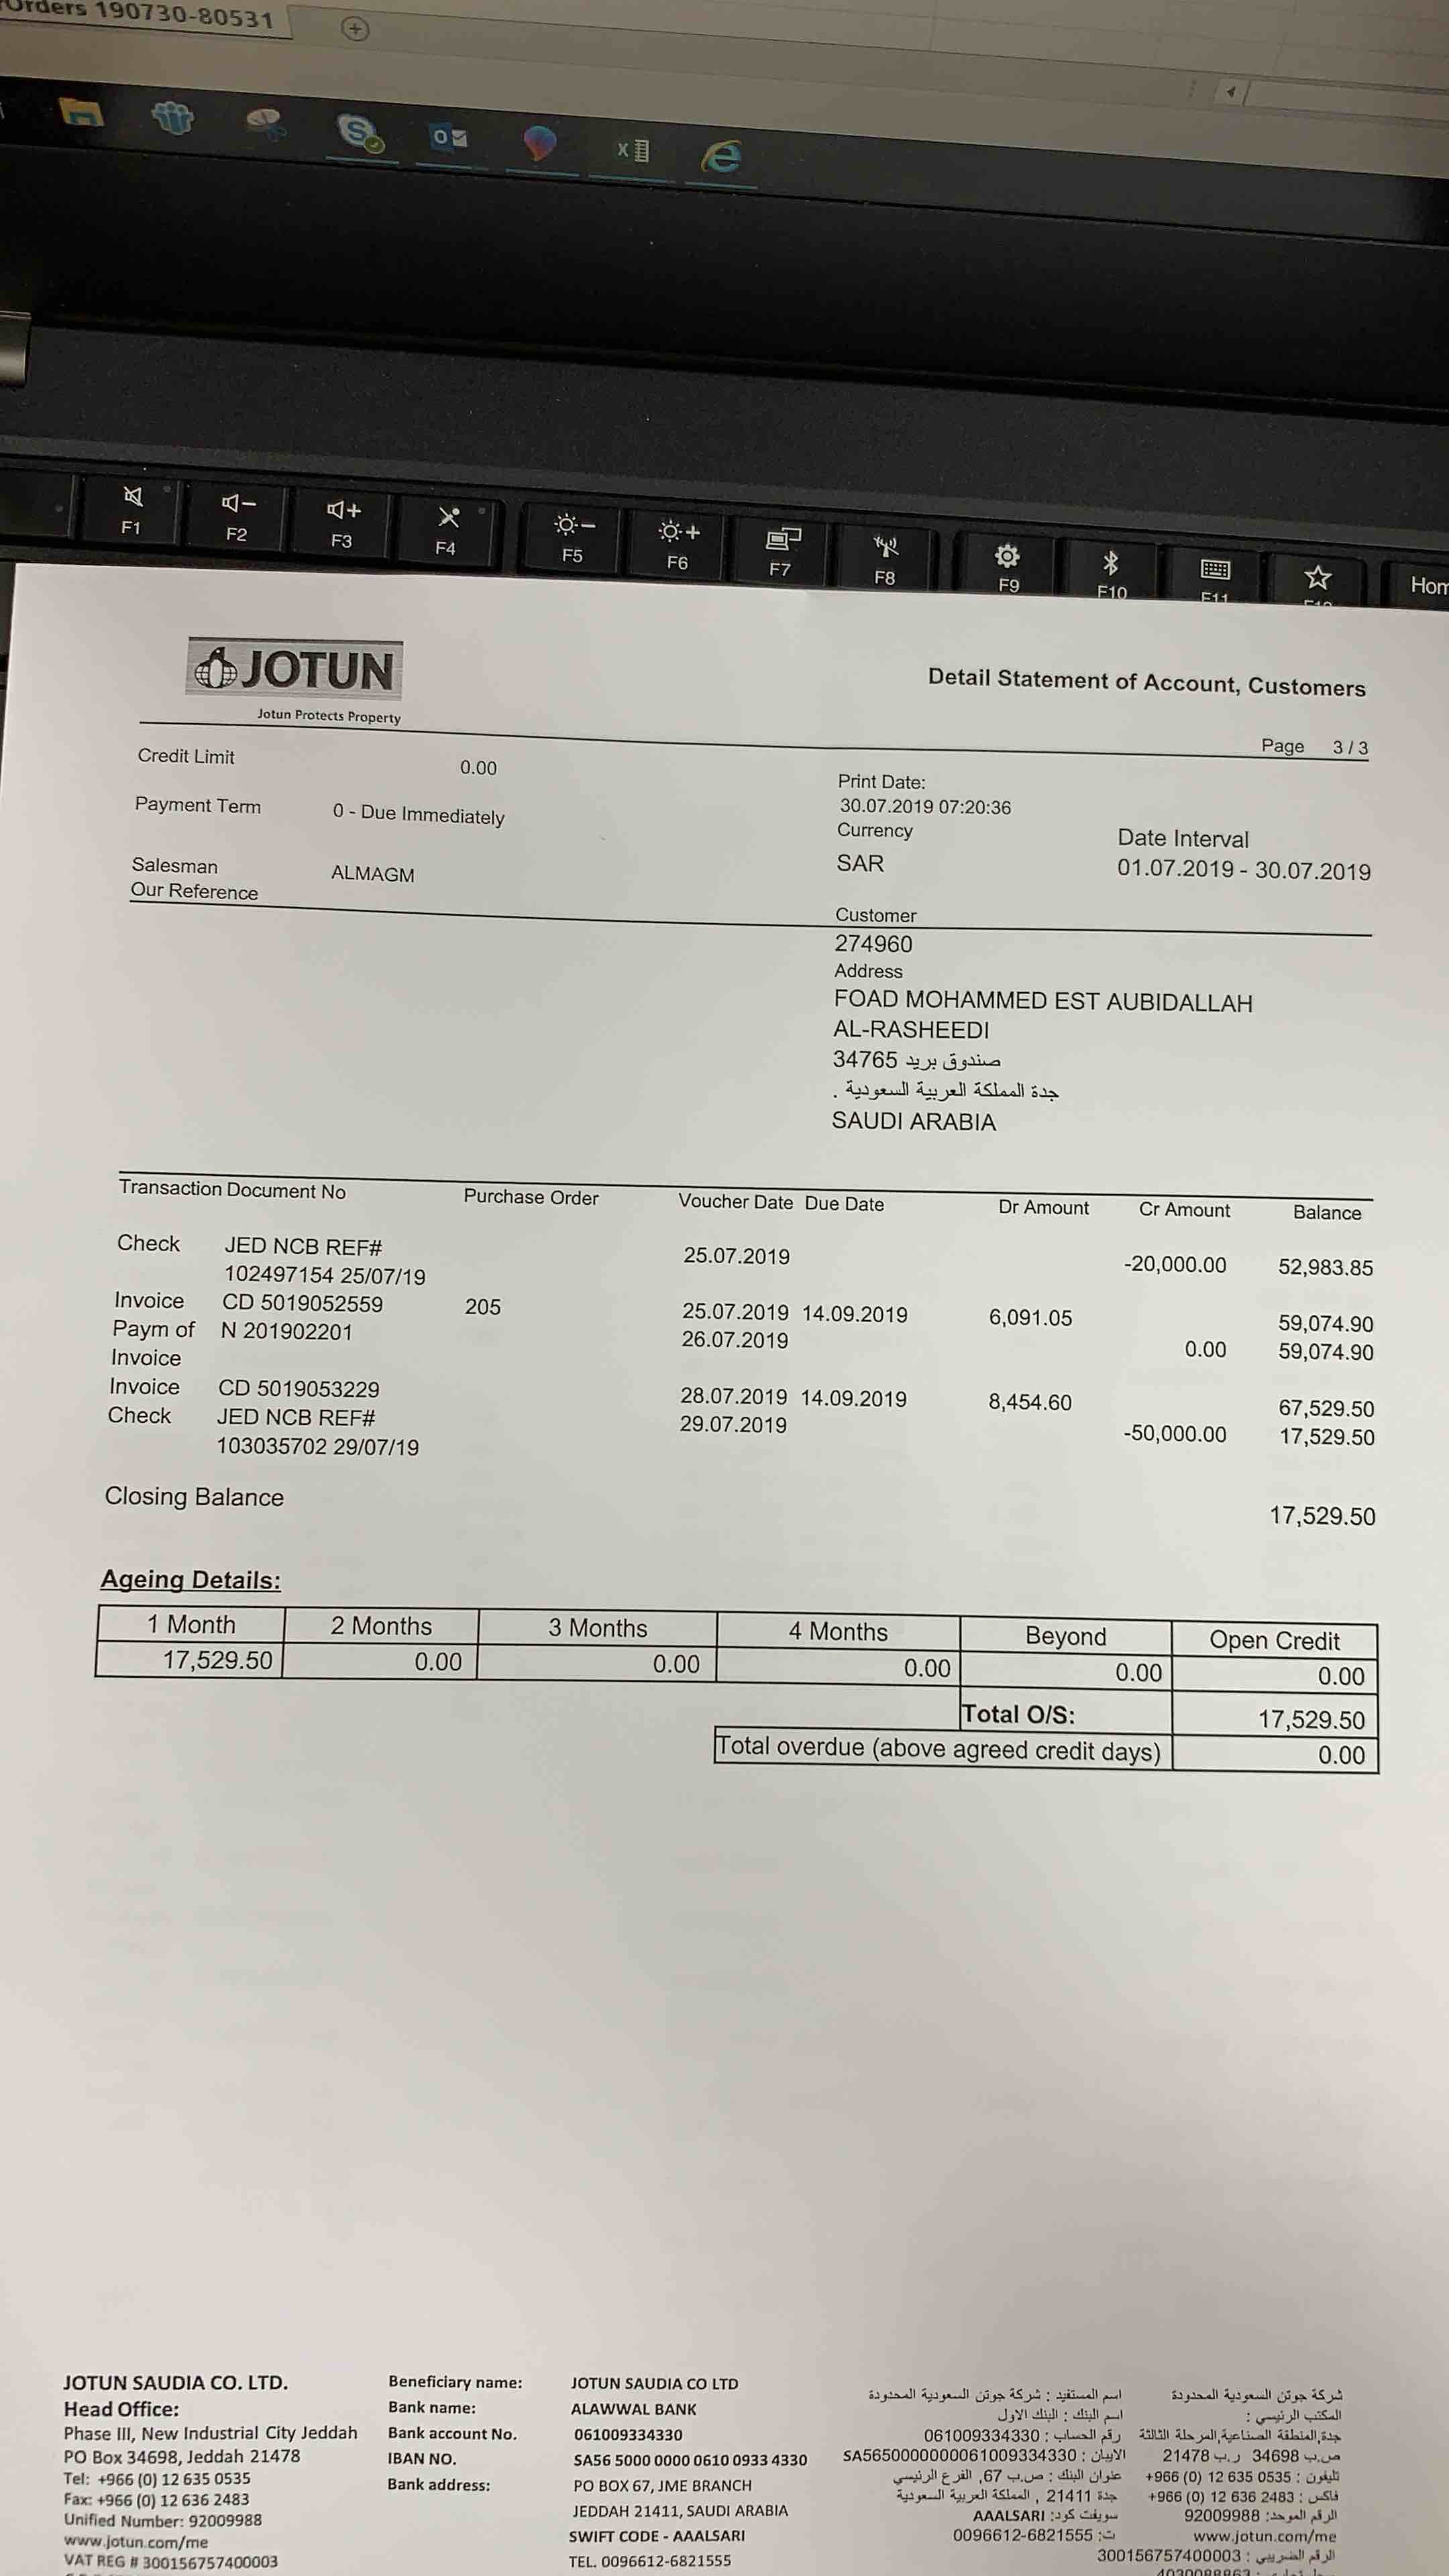 Orders 190730-80531
F1
F2
F3
F4
F5
F6
F7
F8
F9
F10
F11
F12
JOTUN
Jotun Protects Property
Detail Statement of Account, Customers
Page 3 / 3
Credit Limit 0.00
Payment Term 0 - Due Immediately
Salesman ALMAGM
Our Reference
Print Date:
30.07.2019 07:20:36
Currency
SAR
Date Interval
01.07.2019 - 30.07.2019
Customer
274960
Address
FOAD MOHAMMED EST AUBIDALLAH
AL-RASHEEDI
صندوق بريد 34765
جدة المملكة العربية السعودية .
SAUDI ARABIA
Transaction Document No Purchase Order Voucher Date Due Date Dr Amount Cr Amount Balance
Check JED NCB REF# 25.07.2019 -20,000.00 52,983.85
102497154 25/07/19
Invoice CD 5019052559 205 25.07.2019 14.09.2019 6,091.05 59,074.90
Paym of N 201902201 26.07.2019 0.00 59,074.90
Invoice
Invoice CD 5019053229 28.07.2019 14.09.2019 8,454.60 67,529.50
Check JED NCB REF# 29.07.2019 -50,000.00 17,529.50
103035702 29/07/19
Closing Balance 17,529.50
Ageing Details:
1 Month 2 Months 3 Months 4 Months Beyond Open Credit
17,529.50 0.00 0.00 0.00 0.00 0.00
Total O/S: 17,529.50
Total overdue (above agreed credit days) 0.00
JOTUN SAUDIA CO. LTD.
Head Office:
Phase III, New Industrial City Jeddah
PO Box 34698, Jeddah 21478
Tel: +966 (0) 12 635 0535
Fax: +966 (0) 12 636 2483
Unified Number: 92009988
www.jotun.com/me
VAT REG # 300156757400003
Beneficiary name: JOTUN SAUDIA CO LTD
Bank name: ALAWWAL BANK
Bank account No. 061009334330
IBAN NO. SA56 5000 0000 0610 0933 4330
Bank address: PO BOX 67, JME BRANCH
JEDDAH 21411, SAUDI ARABIA
SWIFT CODE - AAALSARI
TEL. 0096612-6821555
اسم المستفيد : شركة جوتن السعودية المحدودة
اسم البنك : البنك الاول
رقم الحساب : 061009334330
الايبان : SA5650000000061009334330
عنوان البنك : ص.ب 67, الفرع الرئيسي
جدة 21411 , المملكة العربية السعودية
سويفت كود: AAALSARI
ت: 0096612-6821555
شركة جوتن السعودية المحدودة
المكتب الرئيسي :
جدة,المنطقة الصناعية,المرحلة الثالثة
ص.ب 34698 ر.ب 21478
تليفون : 0535 635 12 (0) 966+
فاكس : 2483 636 12 (0) 966+
الرقم الموحد: 92009988
www.jotun.com/me
الرقم الضريبي : 300156757400003